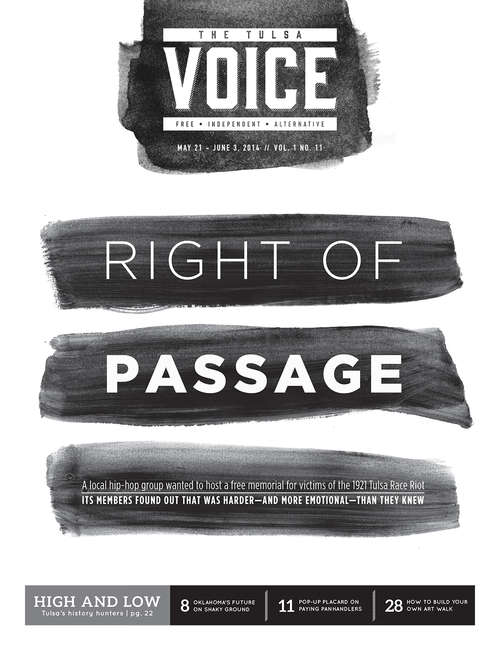 THE TULSA
VOICE
FREE • INDEPENDENT • ALTERNATIVE
MAY 21 – JUNE 3, 2014 // VOL. 1 NO. 11
RIGHT OF
PASSAGE
A local hip-hop group wanted to host a free memorial for victims of the 1921 Tulsa Race Riot
ITS MEMBERS FOUND OUT THAT WAS HARDER—AND MORE EMOTIONAL—THAN THEY KNEW
HIGH AND LOW
Tulsa's history hunters | pg. 22
8 OKLAHOMA'S FUTURE
ON SHAKY GROUND
11 POP-UP PLACARD ON
PAYING PANHANDLERS
28 HOW TO BUILD YOUR
OWN ART WALK